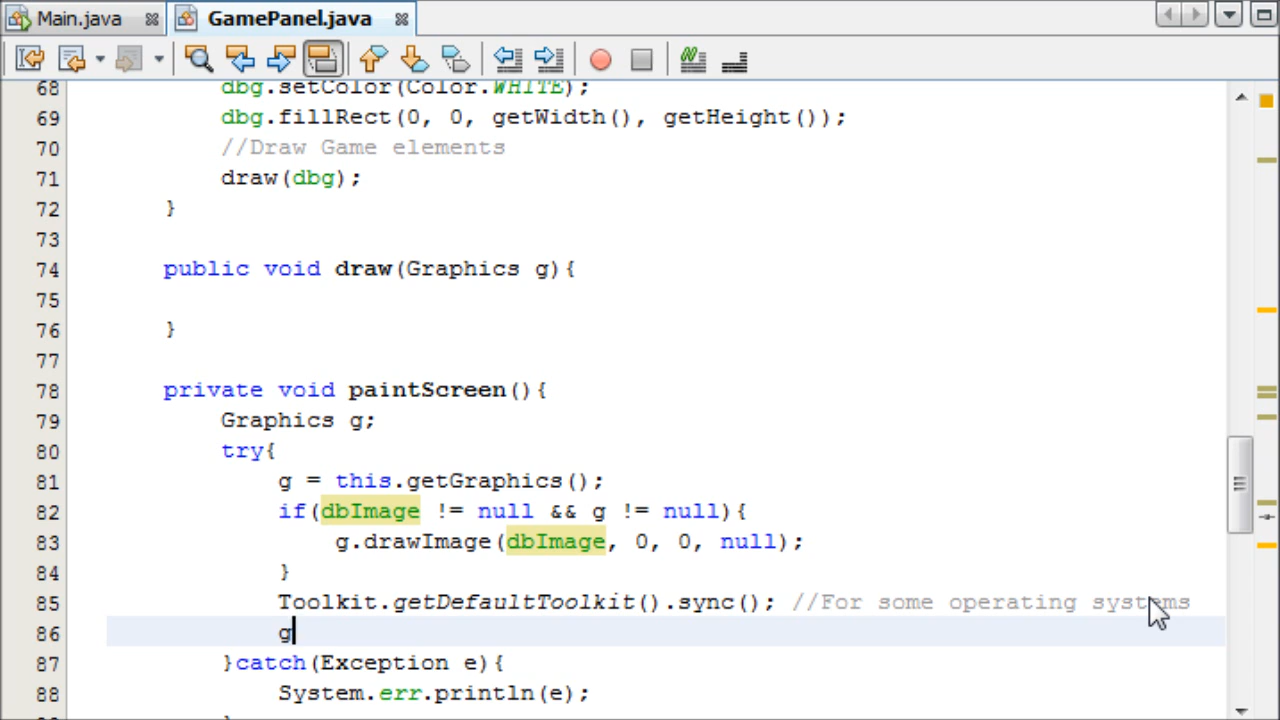 Main.java GamePanel.java
68 dbg.setColor(Color.WHITE);
69 dbg.fillRect(0, 0, getWidth(), getHeight());
70 //Draw Game elements
71 draw(dbg);
72 }
73
74 public void draw(Graphics g){
75
76 }
77
78 private void paintScreen(){
79 Graphics g;
80 try{
81 g = this.getGraphics();
82 if(dbImage != null && g != null){
83 g.drawImage(dbImage, 0, 0, null);
84 }
85 Toolkit.getDefaultToolkit().sync(); //For some operating systems
86 g
87 }catch(Exception e){
88 System.err.println(e);